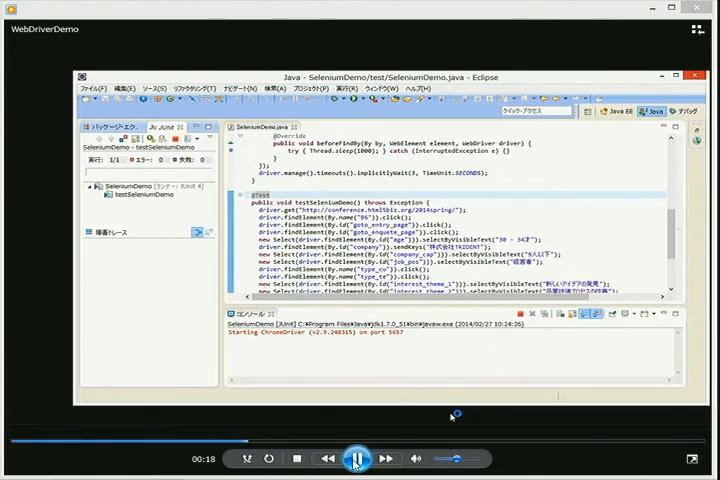 WebDriverDemo
Java - SeleniumDemo/test/SeleniumDemo.java - Eclipse
ファイル(F) 編集(E) ソース(S) リファクタリング(T) ナビゲート(N) 検索(A) プロジェクト(P) 実行(R) ウィンドウ(W) ヘルプ(H)
クイック・アクセス Java EE Java デバッグ
パッケージ・エク... JUnit
SeleniumDemo.java
SeleniumDemo - testSeleniumDemo
実行: 1/1 エラー: 0 失敗: 0
SeleniumDemo [ランナー: JUnit 4]
testSeleniumDemo
障害トレース
@Override
public void beforeFindBy(By by, WebElement element, WebDriver driver) {
try { Thread.sleep(1000); } catch (InterruptedException e) {}
}
});
driver.manage().timeouts().implicitlyWait(3, TimeUnit.SECONDS);
@Test
public void testSeleniumDemo() throws Exception {
driver.get("http://conference.html5biz.org/2014spring/");
driver.findElement(By.name("B6")).click();
driver.findElement(By.id("goto_entry_page")).click();
driver.findElement(By.id("goto_enquete_page")).click();
new Select(driver.findElement(By.id("age"))).selectByVisibleText("30 - 34才");
driver.findElement(By.id("company")).sendKeys("株式会社TRIDENT");
new Select(driver.findElement(By.id("company_cap"))).selectByVisibleText("9人以下");
new Select(driver.findElement(By.id("job_pos"))).selectByVisibleText("経営者");
driver.findElement(By.name("type_cu")).click();
driver.findElement(By.name("type_te")).click();
new Select(driver.findElement(By.id("interest_theme_1"))).selectByVisibleText("新しいアイデアの発見");
コンソール
SeleniumDemo [JUnit] C:¥Program Files¥Java¥jdk1.7.0_51¥bin¥javaw.exe (2014/02/27 10:24:26)
Starting ChromeDriver (v2.9.248315) on port 5657
00:18